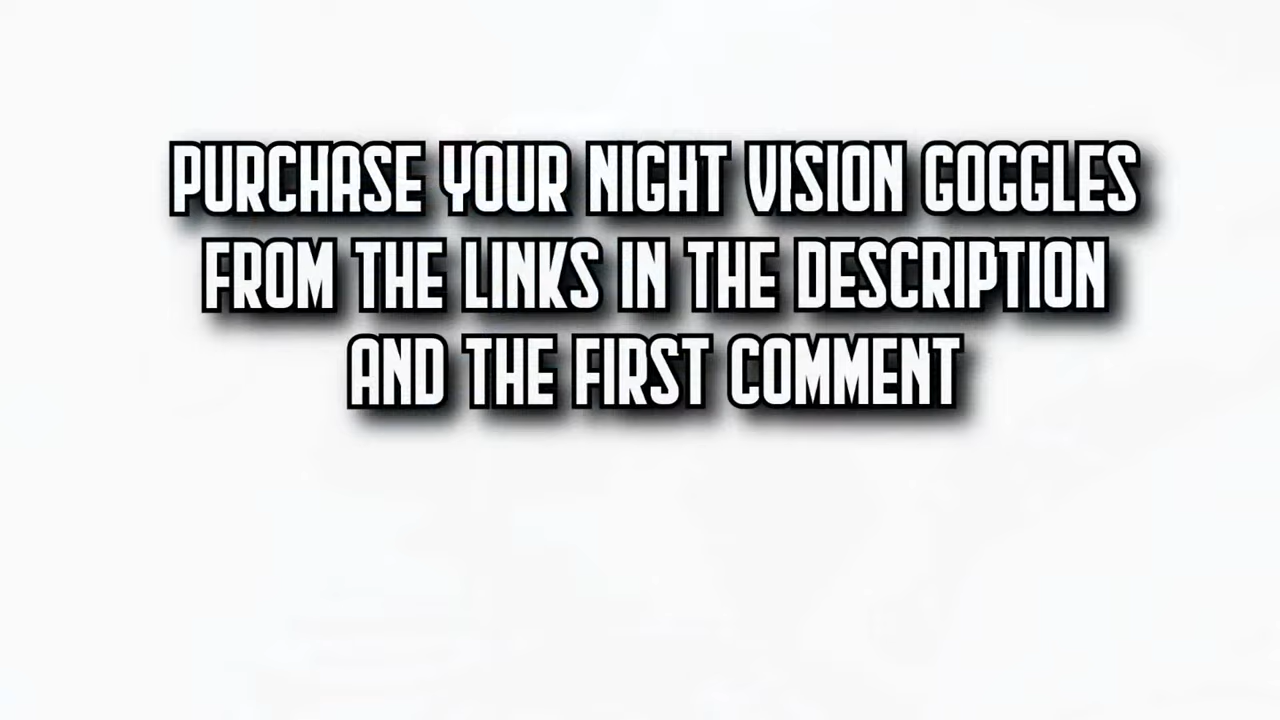 PURCHASE YOUR NIGHT VISION GOGGLES
FROM THE LINKS IN THE DESCRIPTION
AND THE FIRST COMMENT